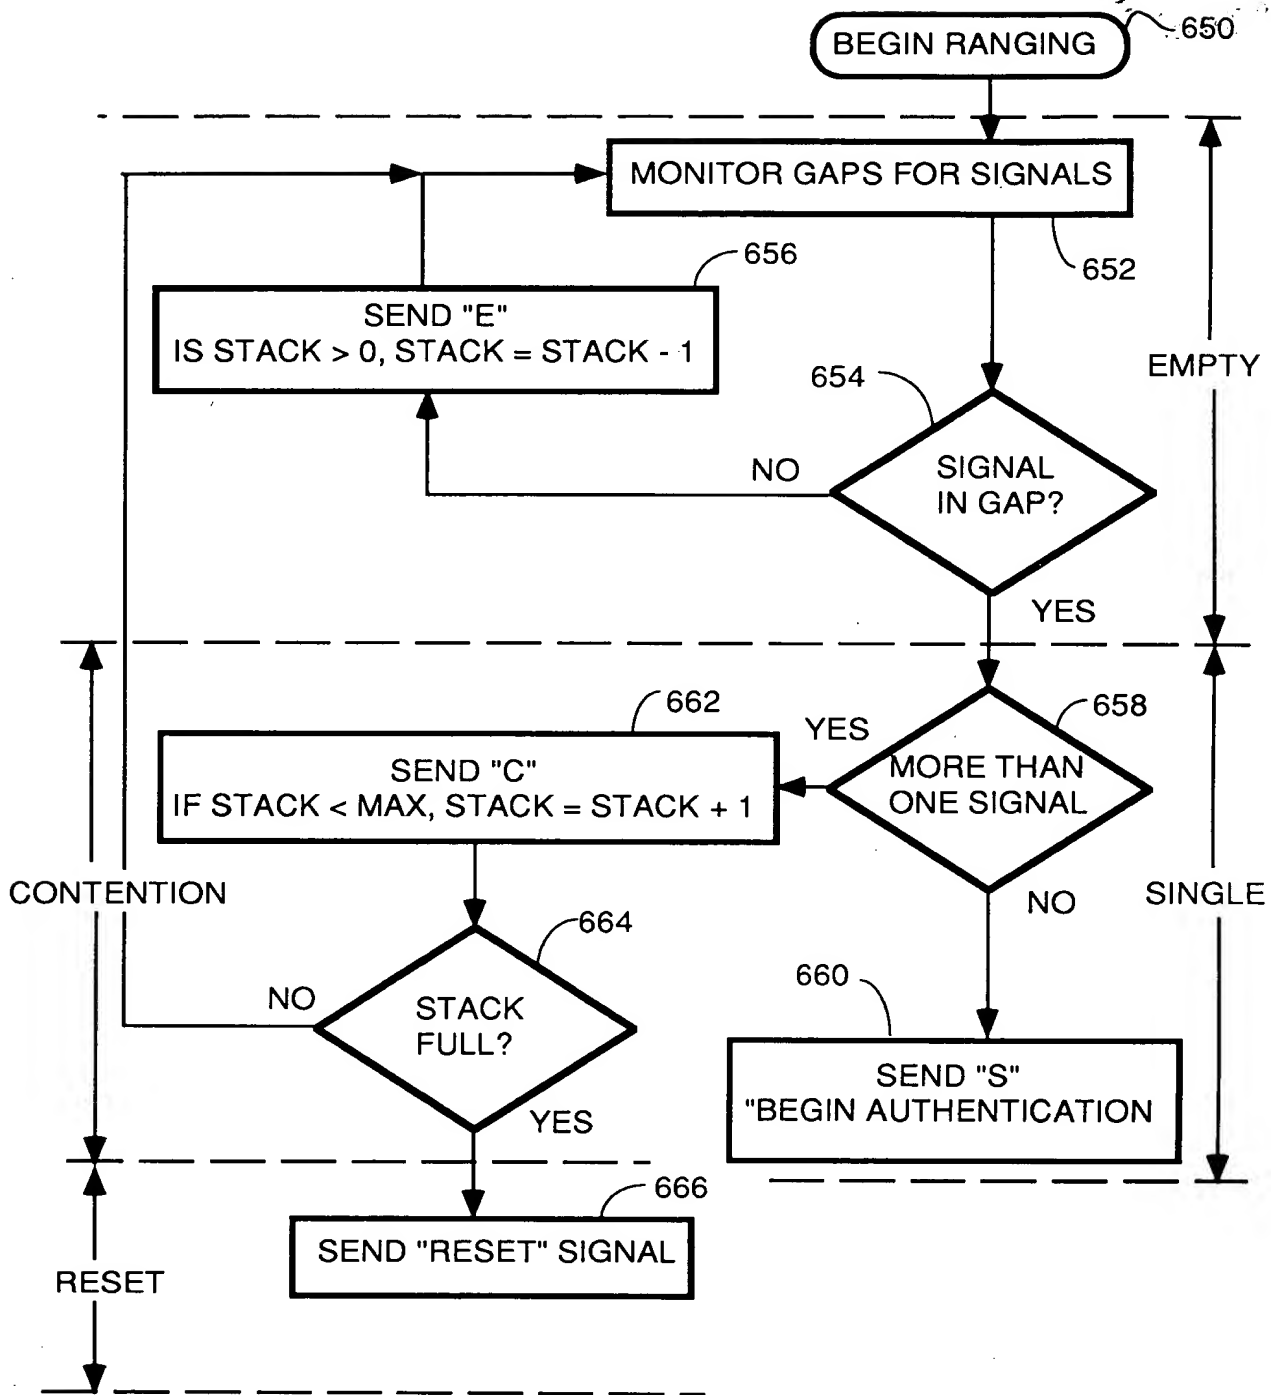 BEGIN RANGING
650
MONITOR GAPS FOR SIGNALS
652
656
SEND "E"
IS STACK > 0, STACK = STACK - 1
654
EMPTY
NO
SIGNAL
IN GAP?
YES
662
YES
658
SEND "C"
IF STACK < MAX, STACK = STACK + 1
MORE THAN
ONE SIGNAL
CONTENTION
SINGLE
NO
664
660
NO
STACK
FULL?
SEND "S"
"BEGIN AUTHENTICATION
YES
666
SEND "RESET" SIGNAL
RESET